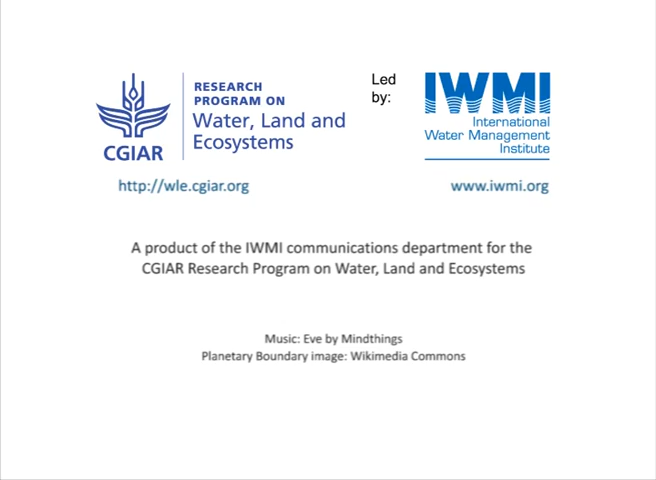 RESEARCH
PROGRAM ON
Water, Land and
Ecosystems
CGIAR
Led
by:
IWMI
International
Water Management
Institute
http://wle.cgiar.org
www.iwmi.org
A product of the IWMI communications department for the
CGIAR Research Program on Water, Land and Ecosystems
Music: Eve by Mindthings
Planetary Boundary image: Wikimedia Commons